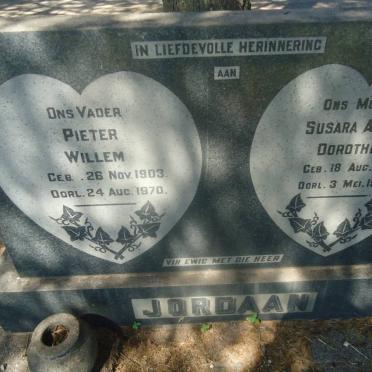 IN LIEFDEVOLLE HERINNERING
AAN
ONS VADER
PIETER
WILLEM
GEB. 26 NOV. 1903.
OORL. 24 AUG. 1970.
ONS
SUSARA
GEB. 18 AUG.
OORL. 3 MEI.
VIR EWIG MET DIE HEER
JORDAAN